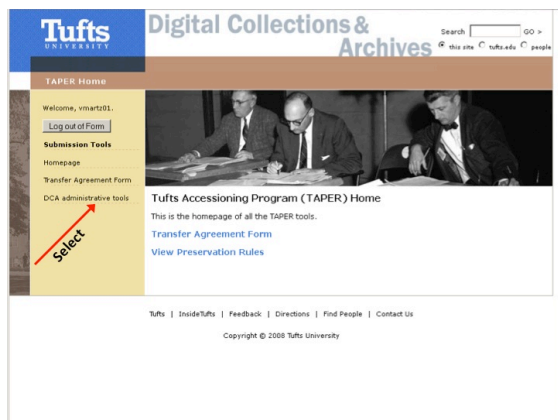 Tufts
UNIVERSITY
Digital Collections &
Archives
Search GO >
this site tufts.edu people
TAPER Home
Welcome, vmartz01.
Log out of Form
Submission Tools
Homepage
Transfer Agreement Form
DCA administrative tools
Select
Tufts Accessioning Program (TAPER) Home
This is the homepage of all the TAPER tools.
Transfer Agreement Form
View Preservation Rules
Tufts | InsideTufts | Feedback | Directions | Find People | Contact Us
Copyright © 2008 Tufts University